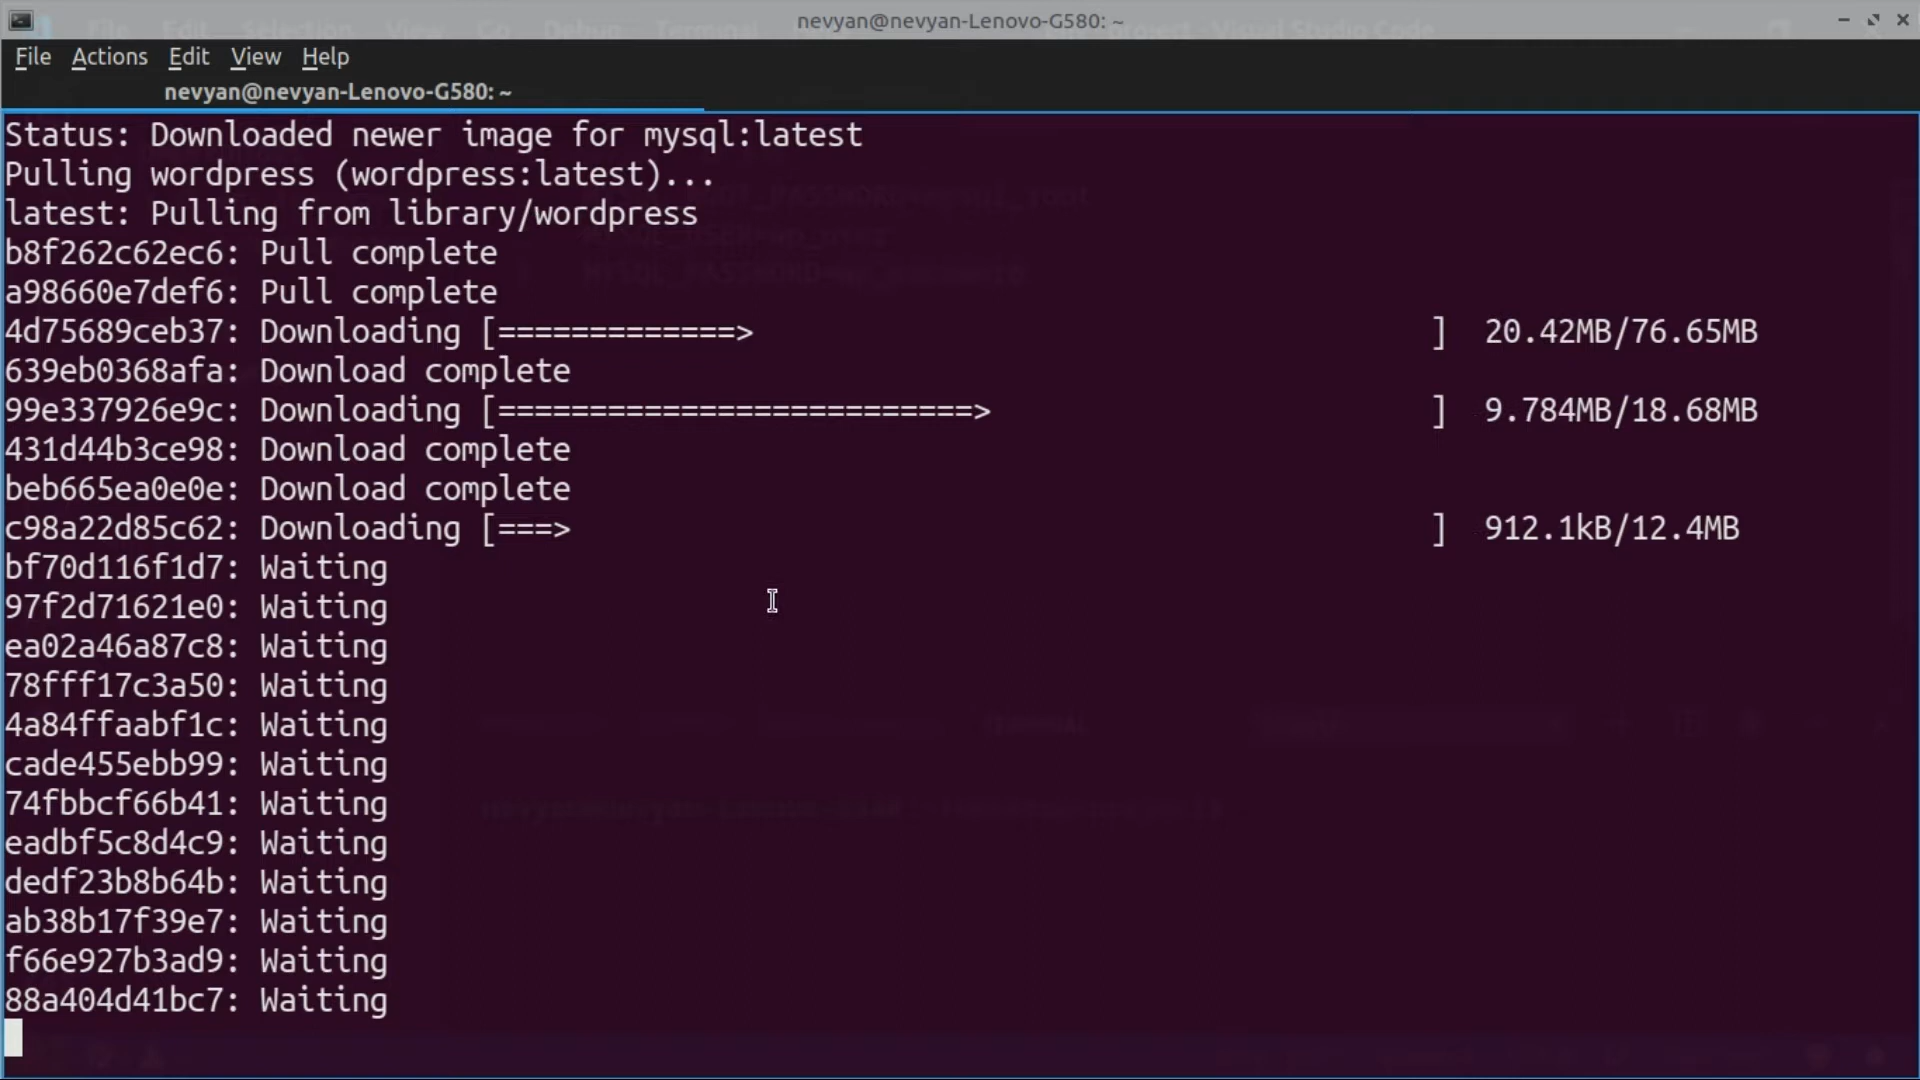 nevyan@nevyan-Lenovo-G580: ~
File Actions Edit View Help
nevyan@nevyan-Lenovo-G580: ~
Status: Downloaded newer image for mysql:latest
Pulling wordpress (wordpress:latest)...
latest: Pulling from library/wordpress
b8f262c62ec6: Pull complete
a98660e7def6: Pull complete
4d75689ceb37: Downloading [=============> ] 20.42MB/76.65MB
639eb0368afa: Download complete
99e337926e9c: Downloading [==========================> ] 9.784MB/18.68MB
431d44b3ce98: Download complete
beb665ea0e0e: Download complete
c98a22d85c62: Downloading [===> ] 912.1kB/12.4MB
bf70d116f1d7: Waiting
97f2d71621e0: Waiting
ea02a46a87c8: Waiting
78fff17c3a50: Waiting
4a84ffaabf1c: Waiting
cade455ebb99: Waiting
74fbbcf66b41: Waiting
eadbf5c8d4c9: Waiting
dedf23b8b64b: Waiting
ab38b17f39e7: Waiting
f66e927b3ad9: Waiting
88a404d41bc7: Waiting